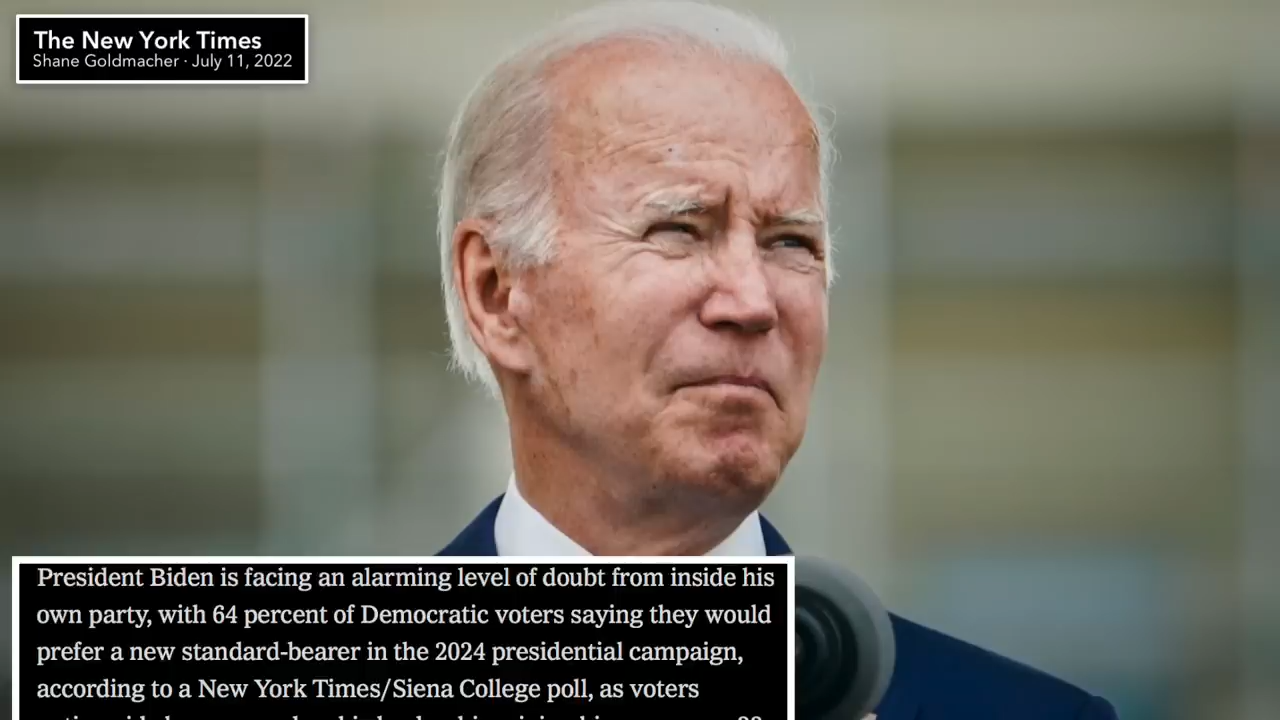 The New York Times
Shane Goldmacher · July 11, 2022
President Biden is facing an alarming level of doubt from inside his
own party, with 64 percent of Democratic voters saying they would
prefer a new standard-bearer in the 2024 presidential campaign,
according to a New York Times/Siena College poll, as voters